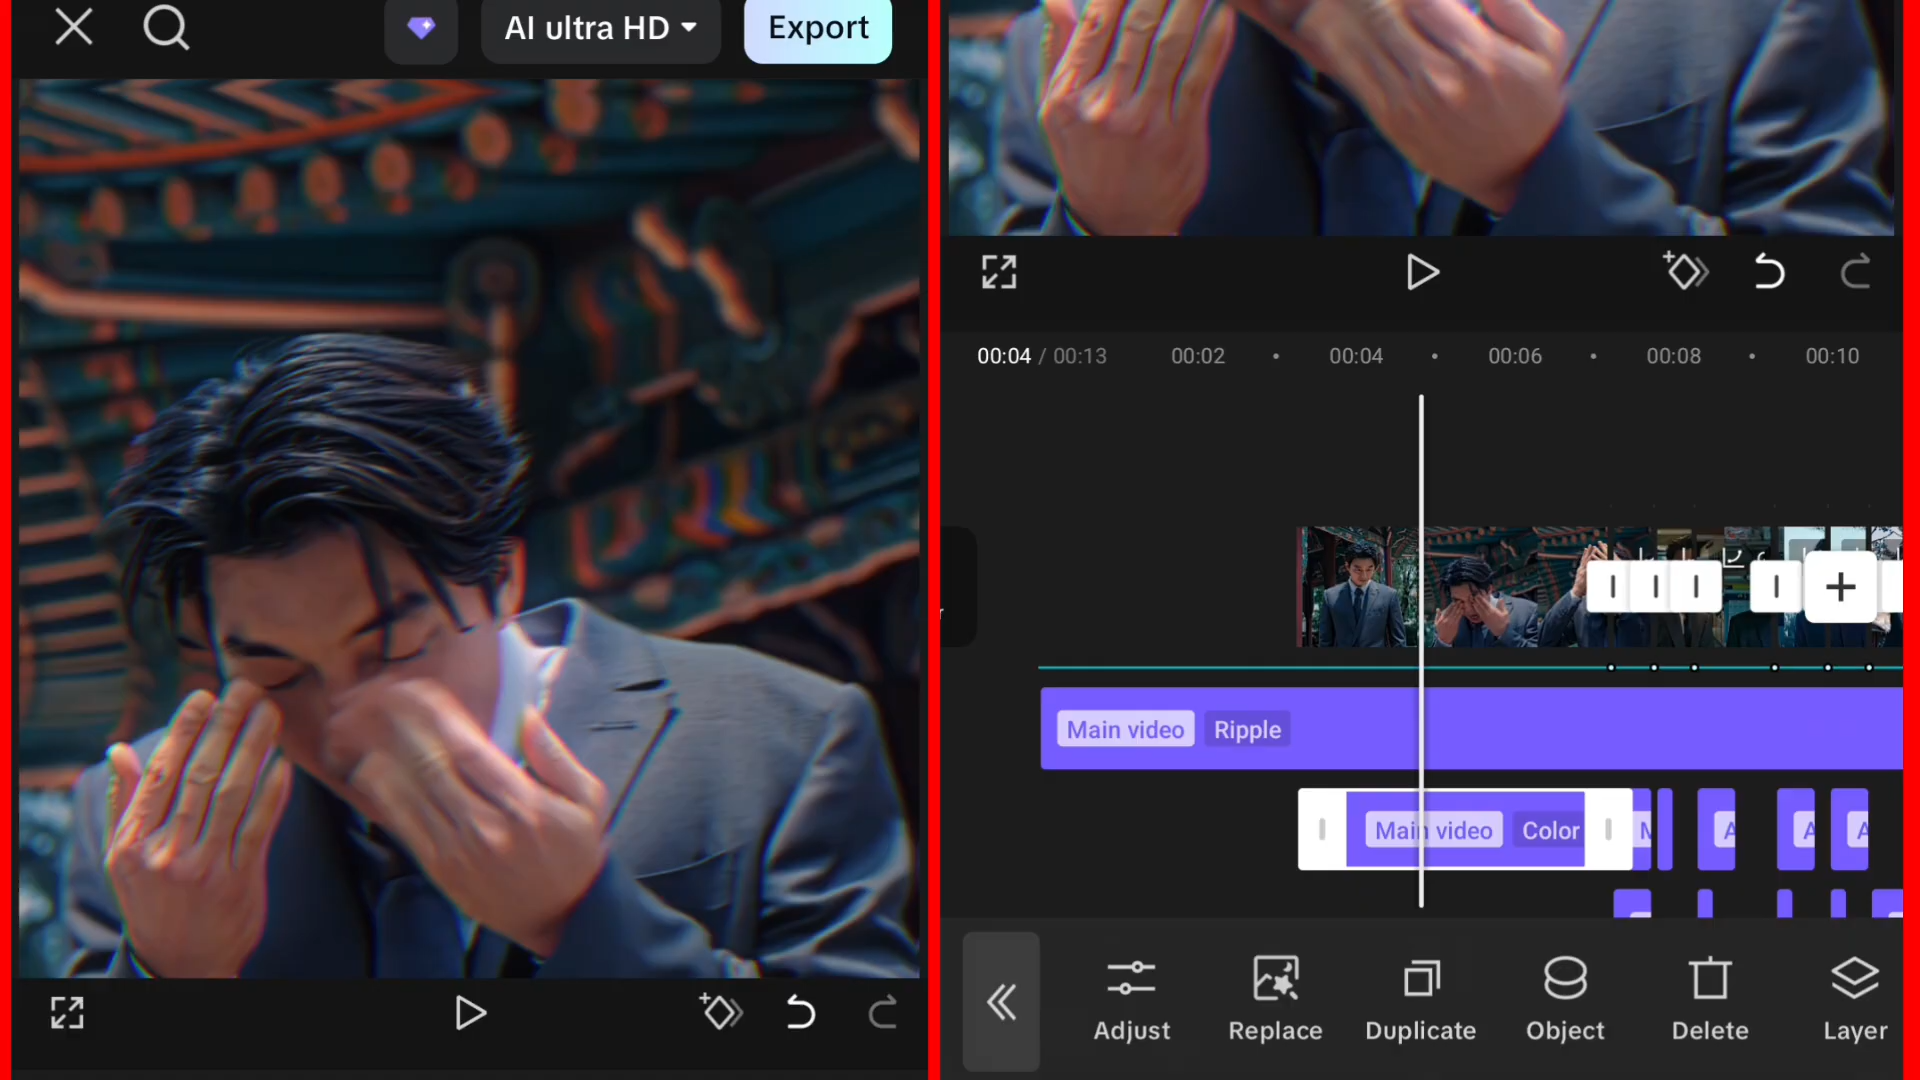 AI ultra HD
Export
00:04 / 00:13
00:02
00:04
00:06
00:08
00:10
Main video
Ripple
Main video
Color
Adjust
Replace
Duplicate
Object
Delete
Layer